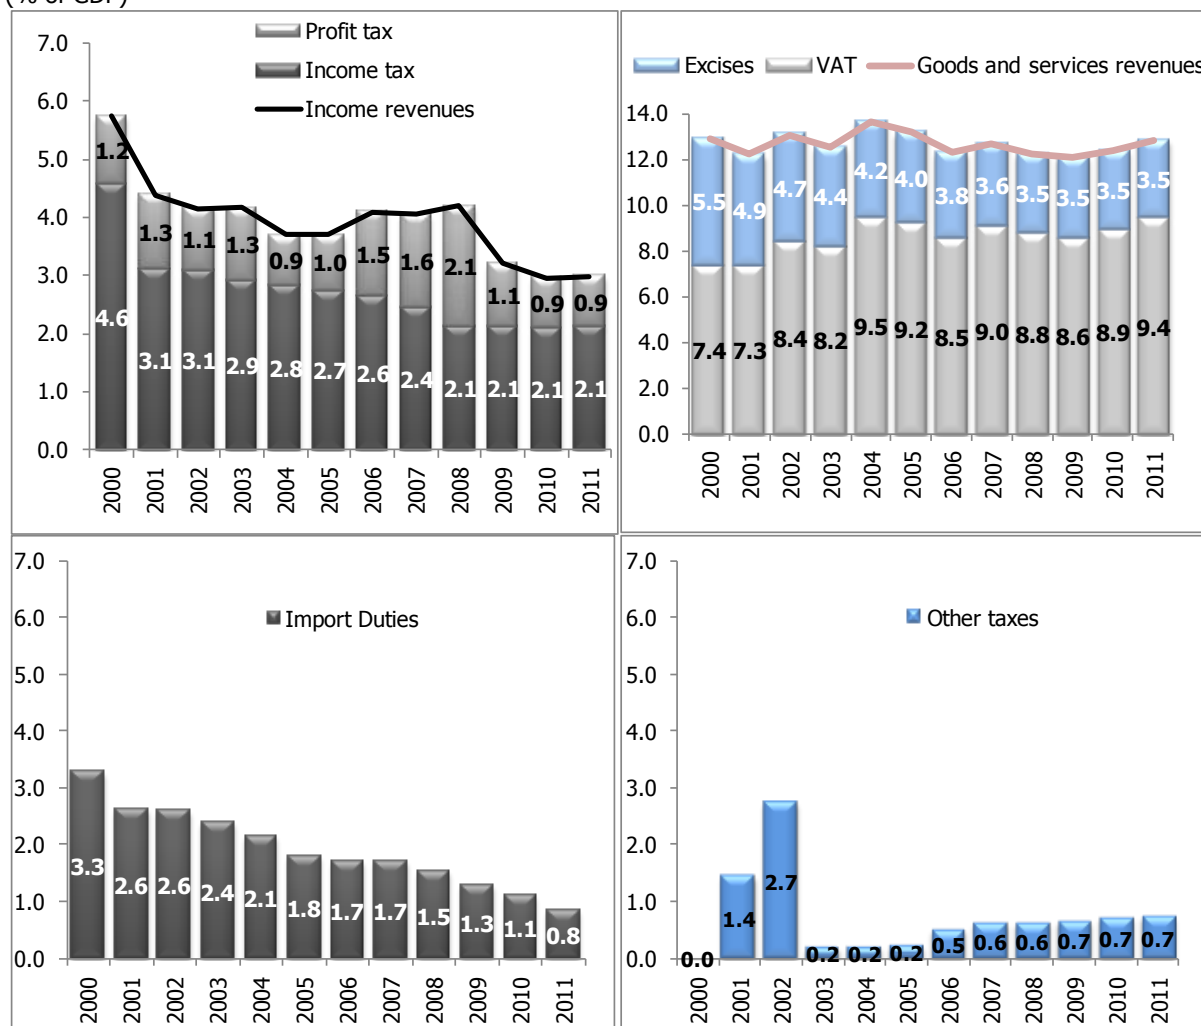 (% of GDP)
Profit tax
Income tax
Income revenues
7.0
6.0
5.0
4.0
3.0
2.0
1.0
0.0
1.2 1.3 1.1 1.3 0.9 1.0 1.5 1.6 2.1 1.1 0.9 0.9
4.6 3.1 3.1 2.9 2.8 2.7 2.6 2.4 2.1 2.1 2.1 2.1
2000 2001 2002 2003 2004 2005 2006 2007 2008 2009 2010 2011
Excises VAT Goods and services revenues
14.0
12.0
10.0
8.0
6.0
4.0
2.0
0.0
5.5 4.9 4.7 4.4 4.2 4.0 3.8 3.6 3.5 3.5 3.5 3.5
7.4 7.3 8.4 8.2 9.5 9.2 8.5 9.0 8.8 8.6 8.9 9.4
2000 2001 2002 2003 2004 2005 2006 2007 2008 2009 2010 2011
Import Duties
7.0
6.0
5.0
4.0
3.0
2.0
1.0
0.0
3.3 2.6 2.6 2.4 2.1 1.8 1.7 1.7 1.5 1.3 1.1 0.8
2000 2001 2002 2003 2004 2005 2006 2007 2008 2009 2010 2011
Other taxes
7.0
6.0
5.0
4.0
3.0
2.0
1.0
0.0
0.0 1.4 2.7 0.2 0.2 0.2 0.5 0.6 0.6 0.7 0.7 0.7
2000 2001 2002 2003 2004 2005 2006 2007 2008 2009 2010 2011